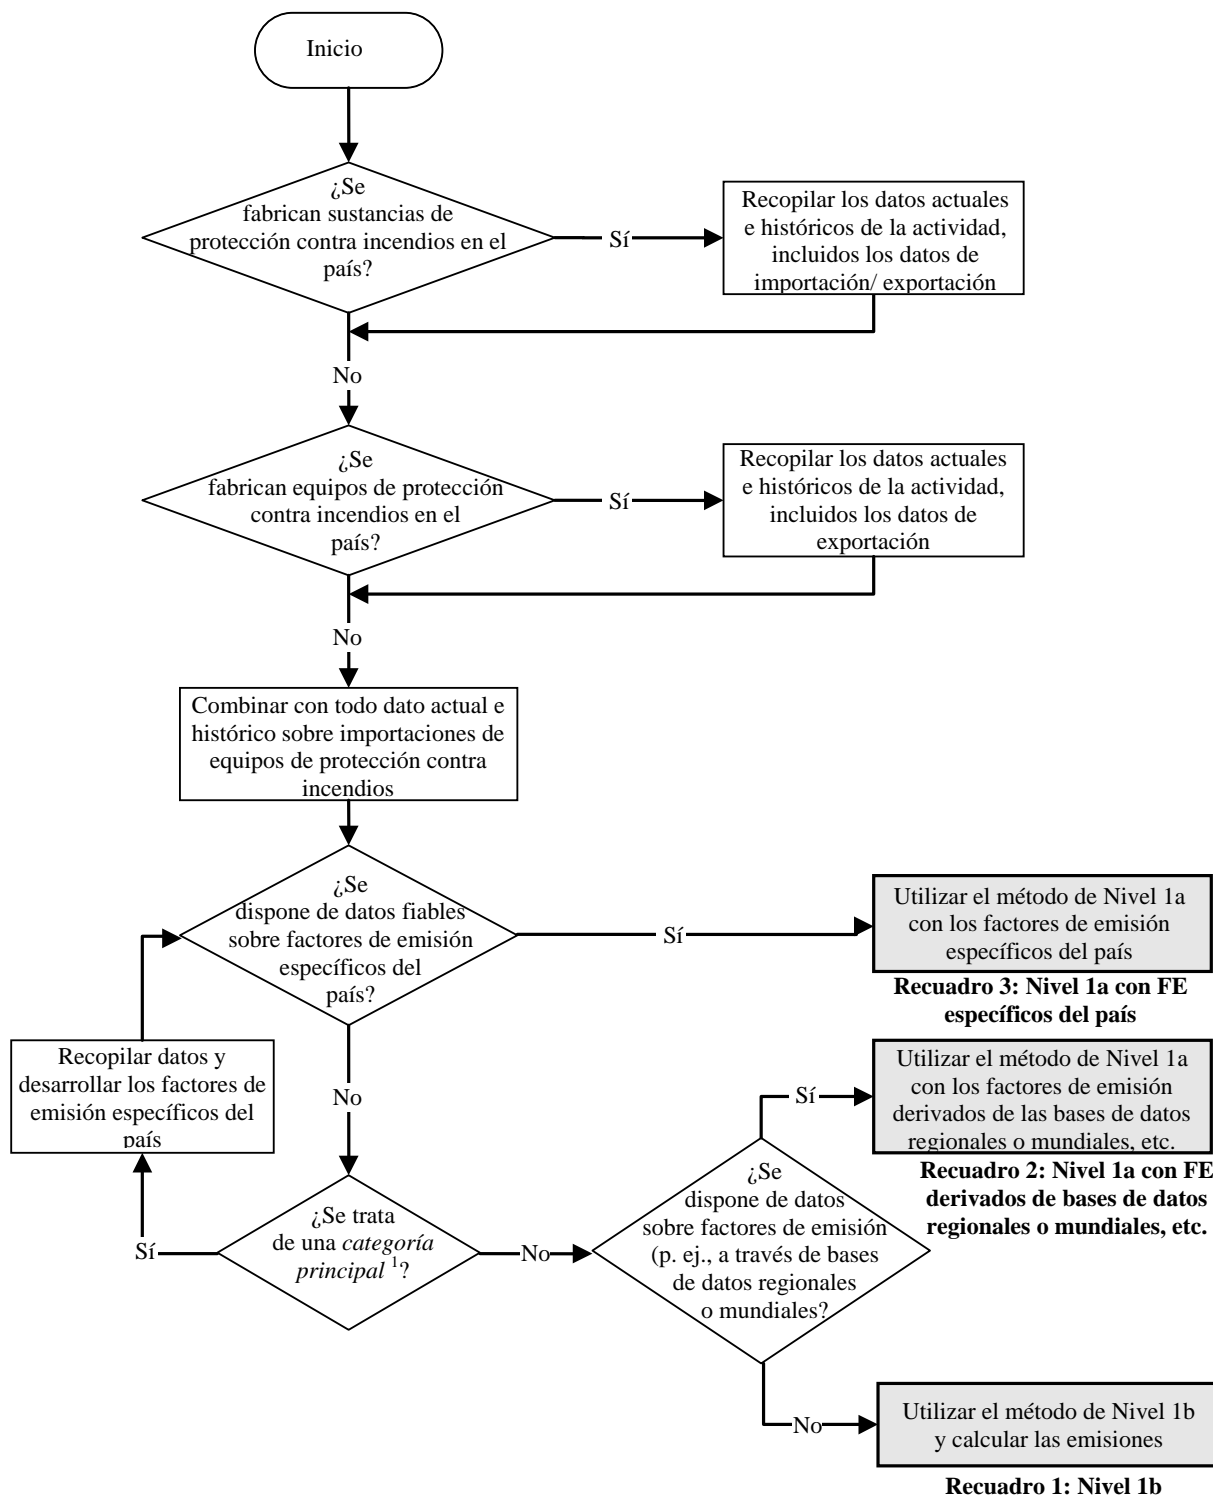 Inicio
¿Se
fabrican sustancias de
protección contra incendios en el
país?
Sí
Recopilar los datos actuales
e históricos de la actividad,
incluidos los datos de
importación/ exportación
No
¿Se
fabrican equipos de protección
contra incendios en el
país?
Sí
Recopilar los datos actuales
e históricos de la actividad,
incluidos los datos de
exportación
No
Combinar con todo dato actual e
histórico sobre importaciones de
equipos de protección contra
incendios
¿Se
dispone de datos fiables
sobre factores de emisión
específicos del
país?
Sí
Utilizar el método de Nivel 1a
con los factores de emisión
específicos del país
Recuadro 3: Nivel 1a con FE
específicos del país
Recopilar datos y
desarrollar los factores de
emisión específicos del
país
No
Sí
Utilizar el método de Nivel 1a
con los factores de emisión
derivados de las bases de datos
regionales o mundiales, etc.
Recuadro 2: Nivel 1a con FE
derivados de bases de datos
regionales o mundiales, etc.
Sí
¿Se trata
de una categoría
principal 1?
No
¿Se
dispone de datos
sobre factores de emisión
(p. ej., a través de bases
de datos regionales
o mundiales?
No
Utilizar el método de Nivel 1b
y calcular las emisiones
Recuadro 1: Nivel 1b